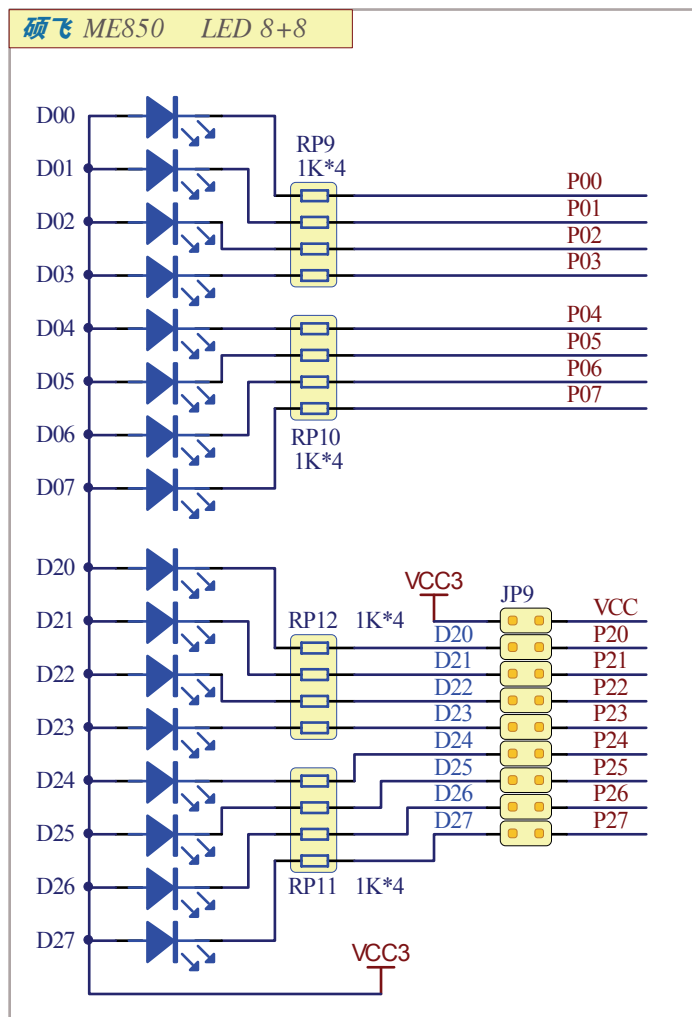 硕飞 ME850 LED 8+8
D00
D01
D02
D03
D04
D05
D06
D07
RP9
1K*4
P00
P01
P02
P03
P04
P05
P06
P07
RP10
1K*4
D20
D21
D22
D23
D24
D25
D26
D27
RP12 1K*4
RP11 1K*4
VCC3
JP9
VCC
D20 P20
D21 P21
D22 P22
D23 P23
D24 P24
D25 P25
D26 P26
D27 P27
VCC3